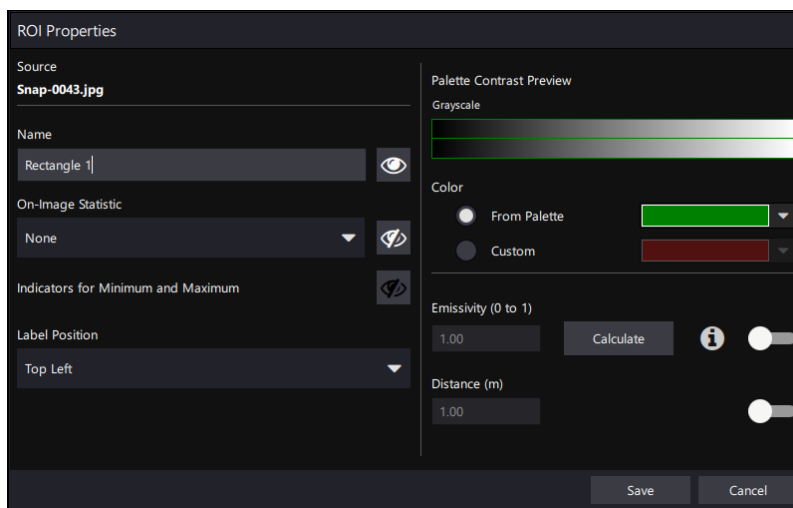 ROI Properties
Source
Snap-0043.jpg
Name
Rectangle 1
On-Image Statistic
None
Indicators for Minimum and Maximum
Label Position
Top Left
Palette Contrast Preview
Grayscale
Color
From Palette
Custom
Emissivity (0 to 1)
1.00
Calculate
Distance (m)
1.00
Save
Cancel